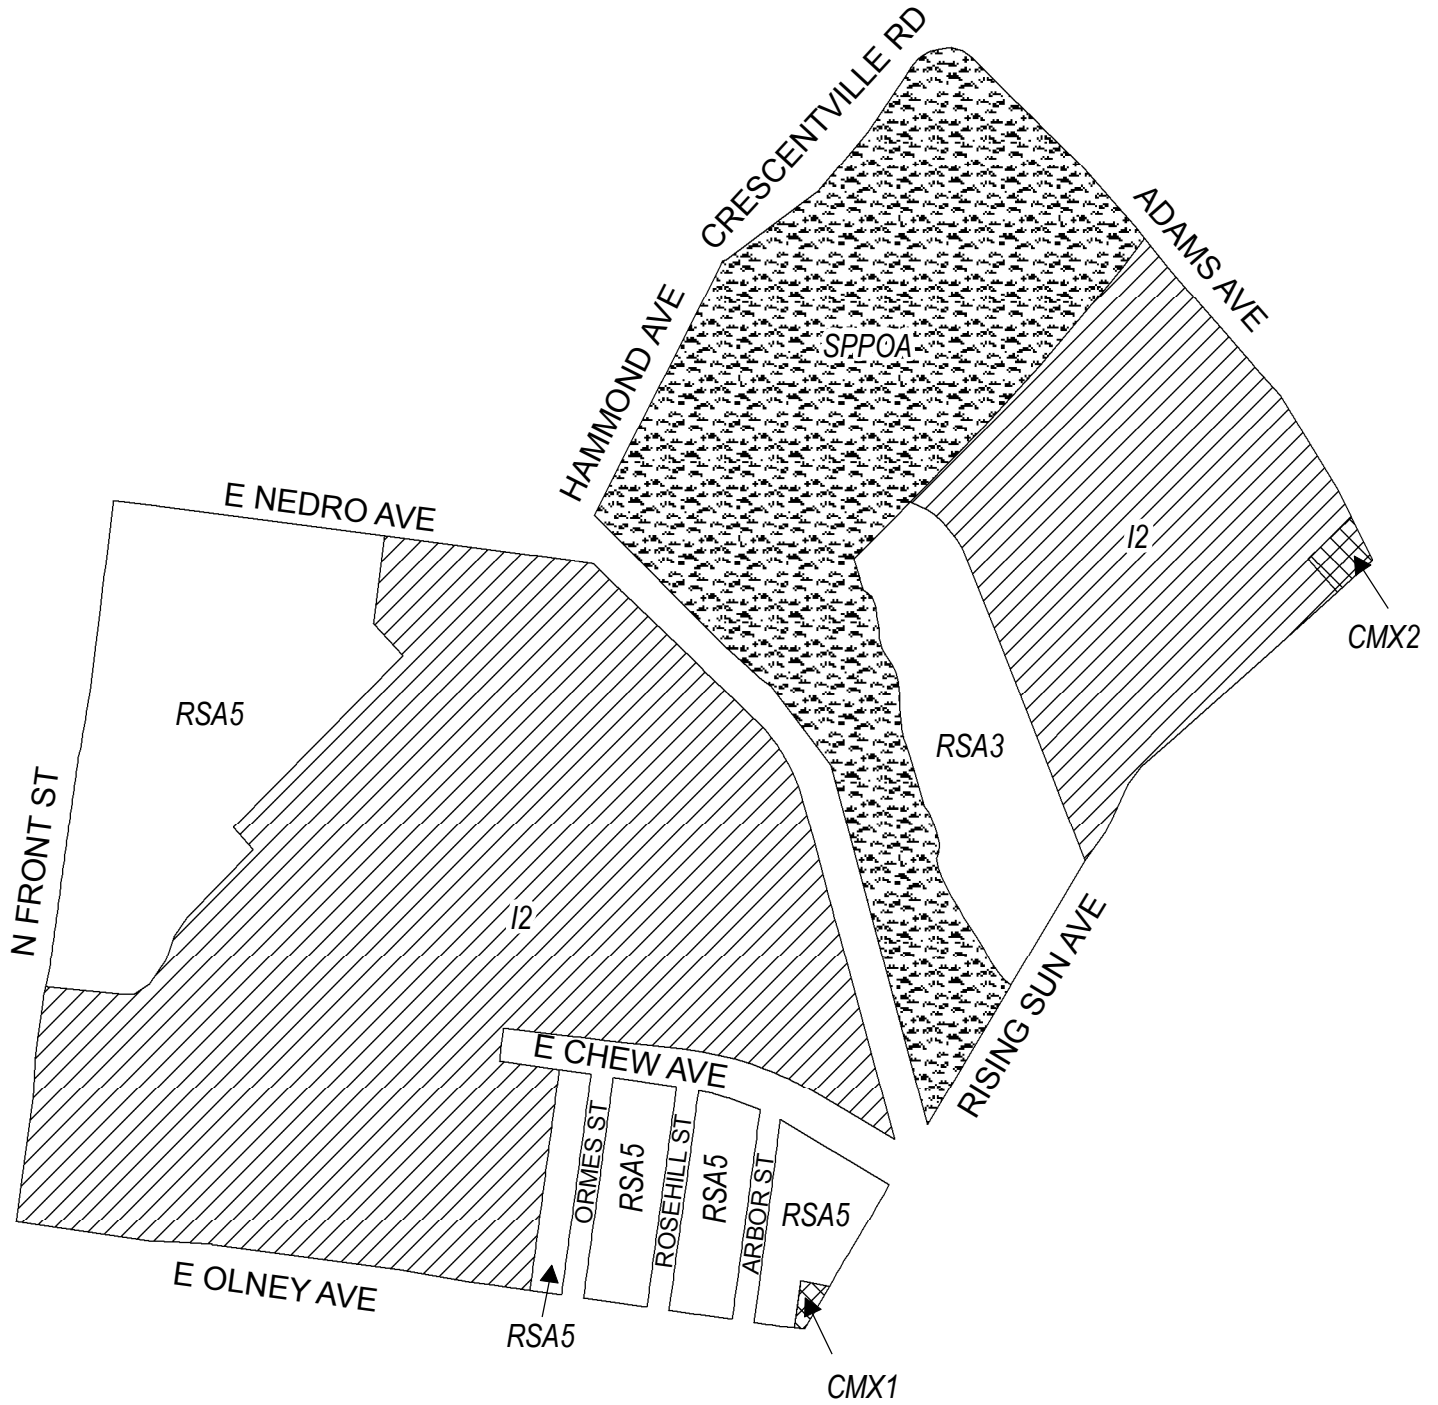 CRESCENTVILLE RD
ADAMS AVE
HAMMOND AVE
SPPOA
E NEDRO AVE
I2
CMX2
RSA5
RSA3
N FRONT ST
I2
RISING SUN AVE
E CHEW AVE
ORMES ST
RSA5
ROSEHILL ST
RSA5
ARBOR ST
RSA5
E OLNEY AVE
RSA5
CMX1